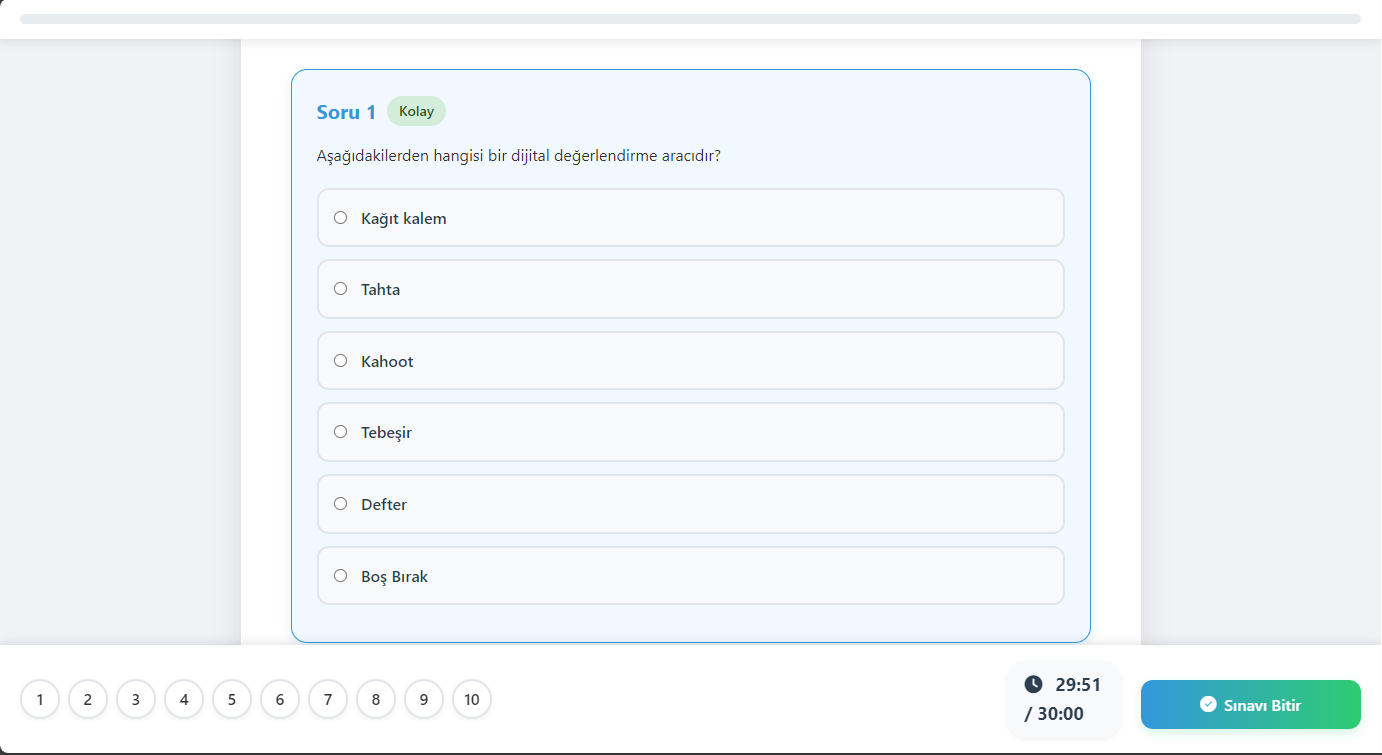 Soru 1 Kolay
Aşağıdakilerden hangisi bir dijital değerlendirme aracıdır?
Kağıt kalem
Tahta
Kahoot
Tebeşir
Defter
Boş Bırak
1 2 3 4 5 6 7 8 9 10
29:51
/ 30:00
Sınavı Bitir